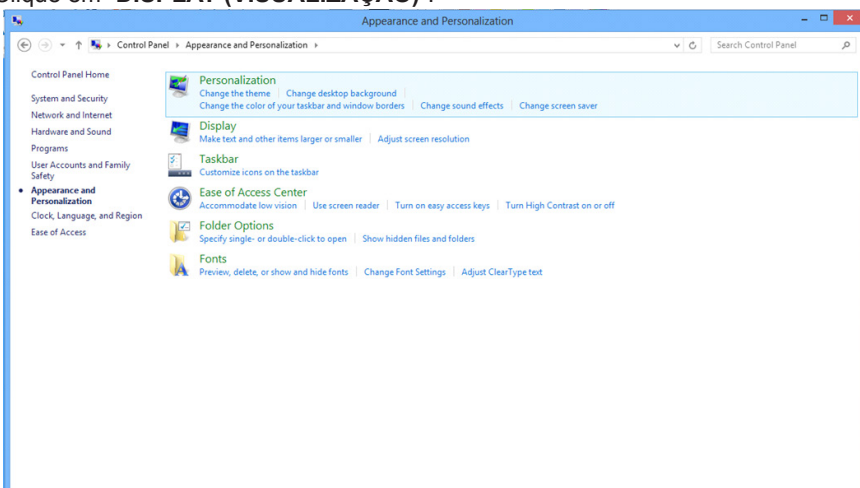 Clique em "DISPLAY (VISUALIZAÇÃO)".
Appearance and Personalization
Control Panel Appearance and Personalization
Search Control Panel
Control Panel Home
System and Security
Network and Internet
Hardware and Sound
Programs
User Accounts and Family
Safety
Appearance and
Personalization
Clock, Language, and Region
Ease of Access
Personalization
Change the theme Change desktop background
Change the color of your taskbar and window borders Change sound effects Change screen saver
Display
Make text and other items larger or smaller Adjust screen resolution
Taskbar
Customize icons on the taskbar
Ease of Access Center
Accommodate low vision Use screen reader Turn on easy access keys Turn High Contrast on or off
Folder Options
Specify single- or double-click to open Show hidden files and folders
Fonts
Preview, delete, or show and hide fonts Change Font Settings Adjust ClearType text